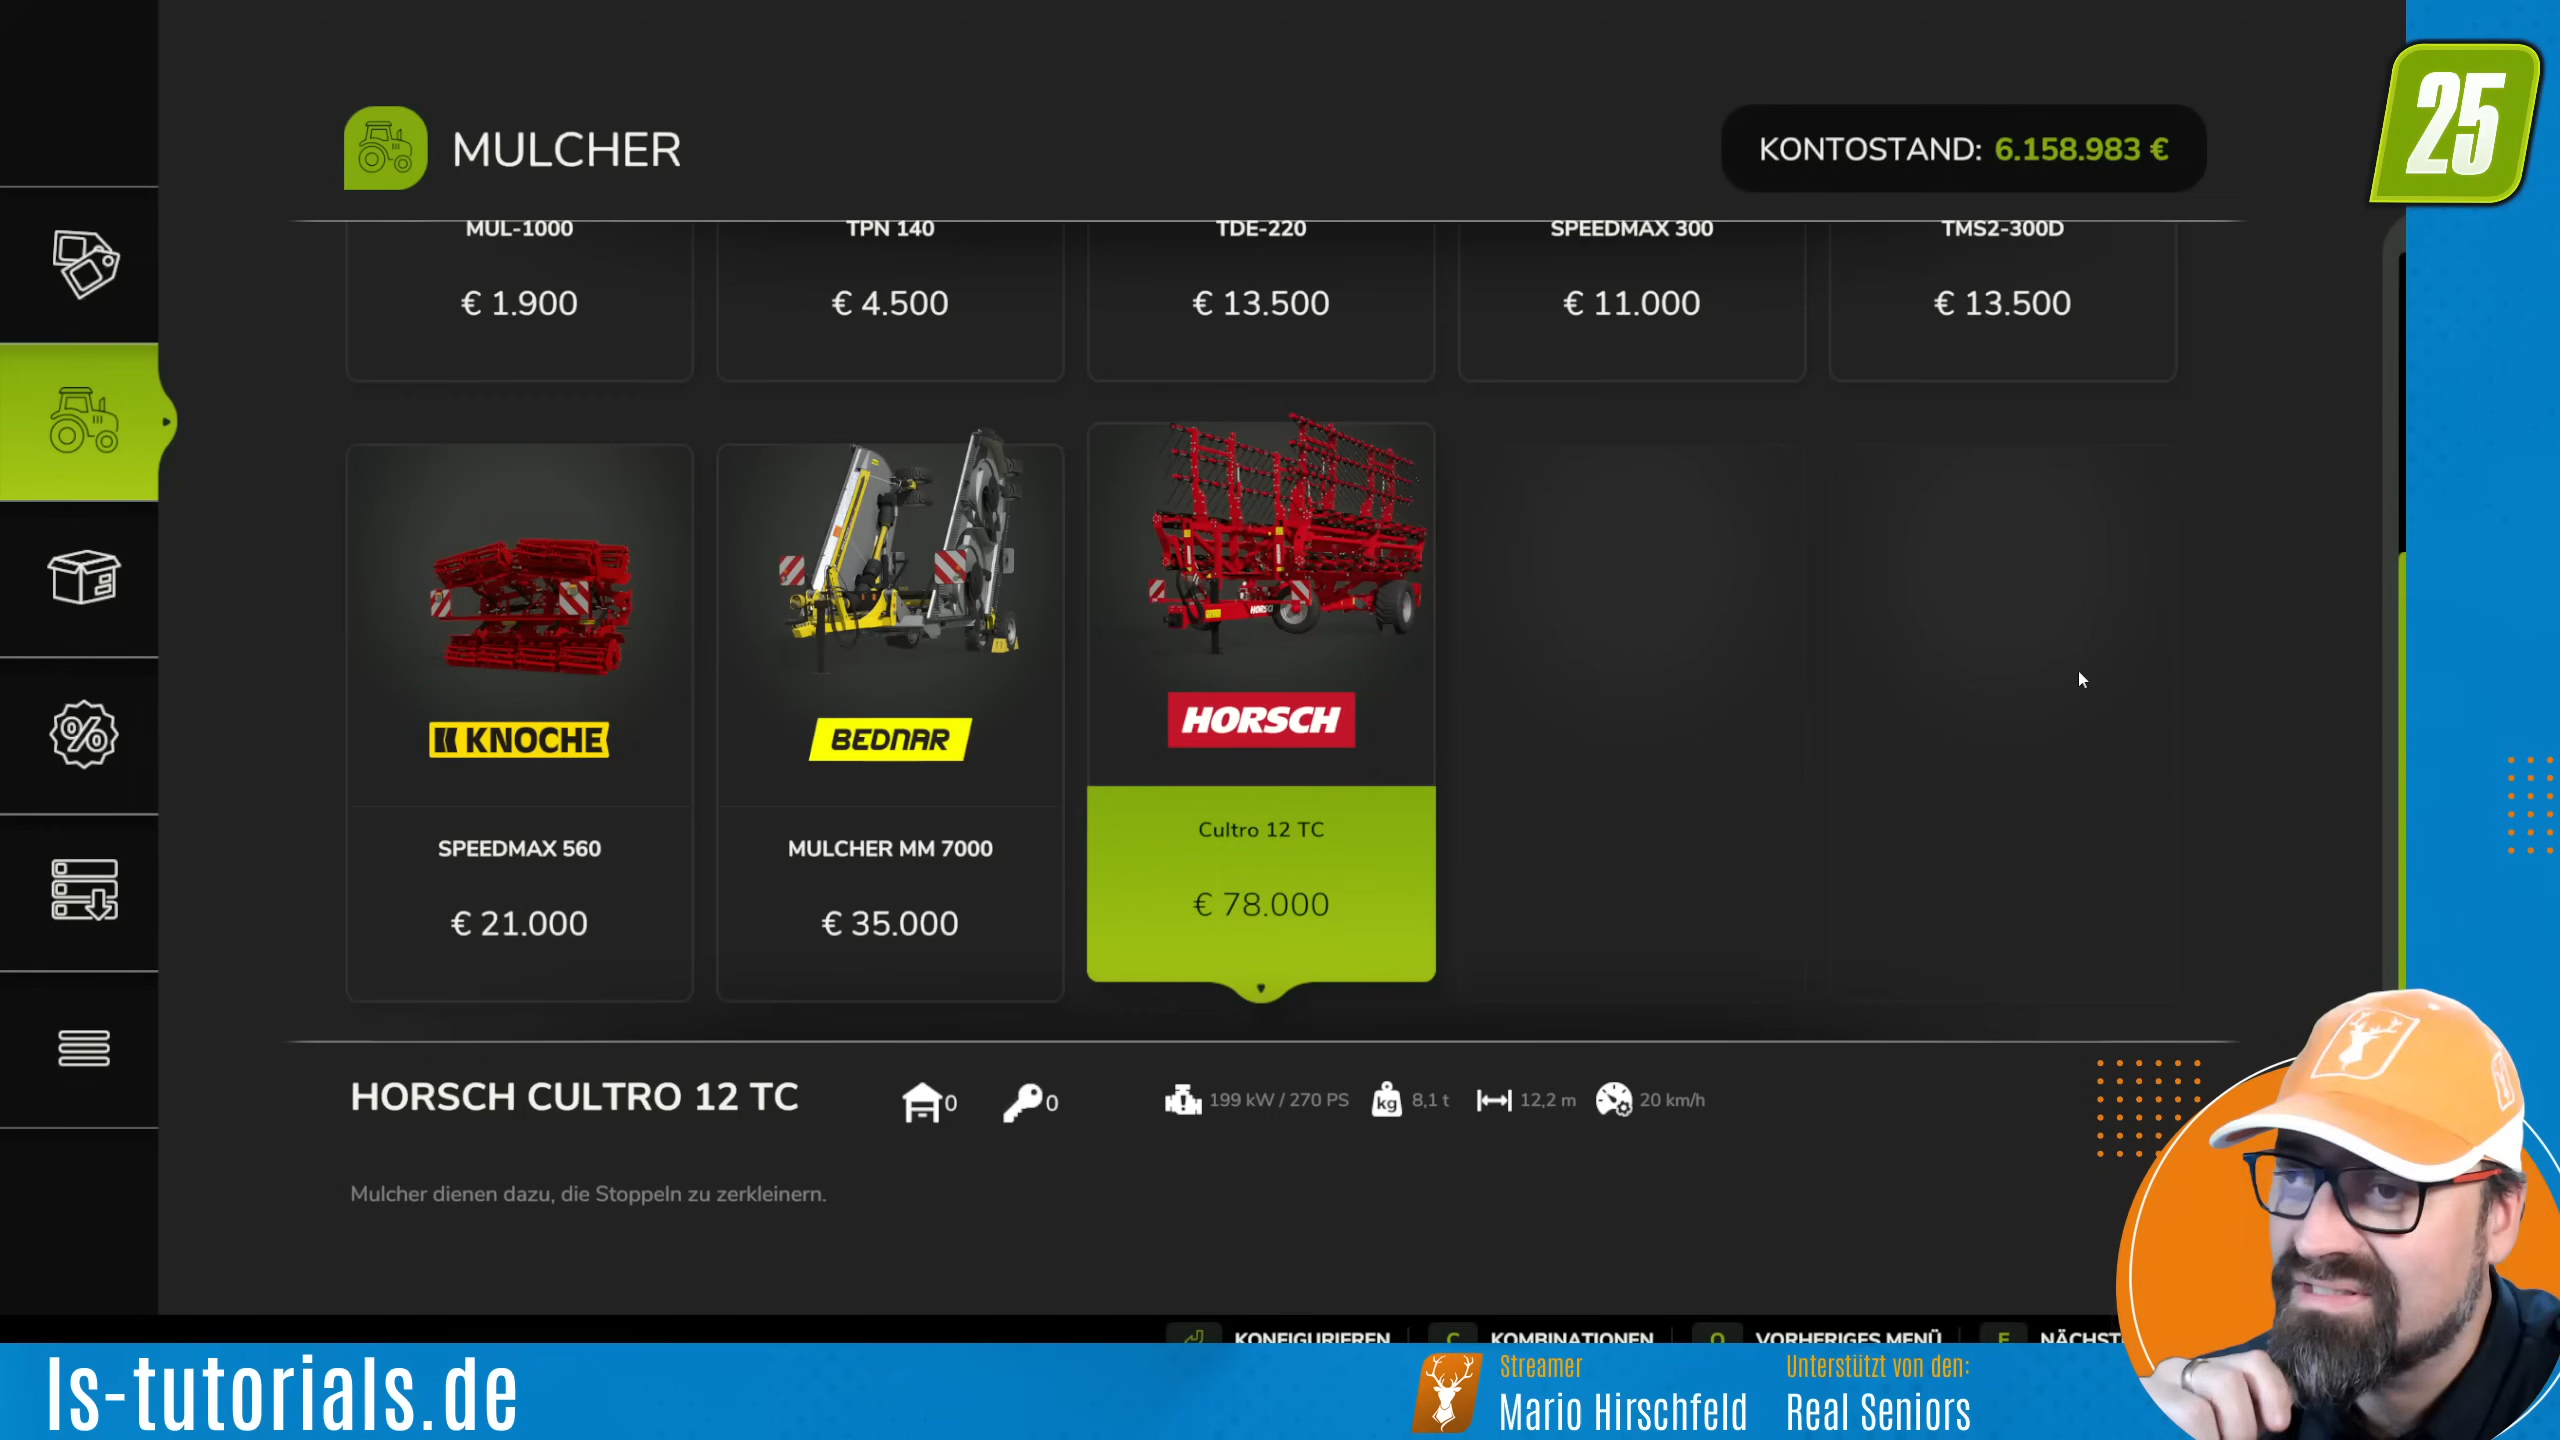 25
MULCHER
KONTOSTAND: 6.158.983 €
MUL-1000
TPN 140
TDE-220
SPEEDMAX 300
TMS2-300D
€ 1.900
€ 4.500
€ 13.500
€ 11.000
€ 13.500
HORSCH
KNOCHE
BEDNAR
HORSCH
SPEEDMAX 560
MULCHER MM 7000
Cultro 12 TC
€ 21.000
€ 35.000
€ 78.000
HORSCH CULTRO 12 TC
0
0
199 kW / 270 PS
kg
8,1 t
12,2 m
20 km/h
Mulcher dienen dazu, die Stoppeln zu zerkleinern.
KONFIGURIEREN
C KOMBINATIONEN
Q VORHERIGES MENÜ
E NÄCHST
ls-tutorials.de
Streamer
Mario Hirschfeld
Unterstützt von den:
Real Seniors